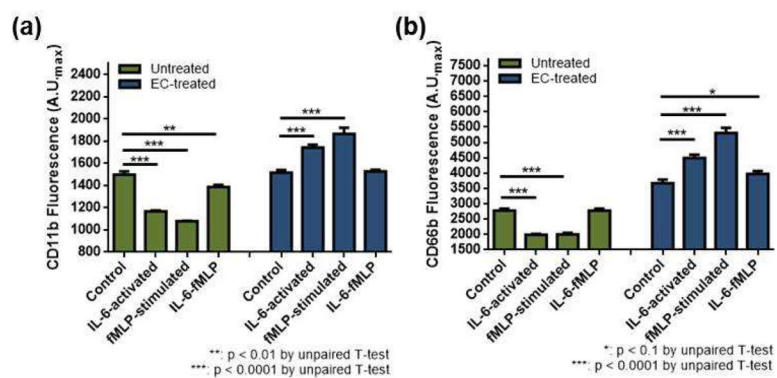 (a)
CD11b Fluorescence (A.U.max)
2400
2200
2000
1800
1600
1400
1200
1000
800
Untreated
EC-treated
**
***
***
***
***
Control
IL-6-activated
fMLP-stimulated
IL-6-fMLP
Control
IL-6-activated
fMLP-stimulated
IL-6-fMLP
**: p < 0.01 by unpaired T-test
***: p < 0.0001 by unpaired T-test
(b)
CD66b Fluorescence (A.U.max)
7500
7000
6500
6000
5500
5000
4500
4000
3500
3000
2500
2000
1500
Untreated
EC-treated
***
***
*
***
***
Control
IL-6-activated
fMLP-stimulated
IL-6-fMLP
Control
IL-6-activated
fMLP-stimulated
IL-6-fMLP
*: p < 0.1 by unpaired T-test
***: p < 0.0001 by unpaired T-test